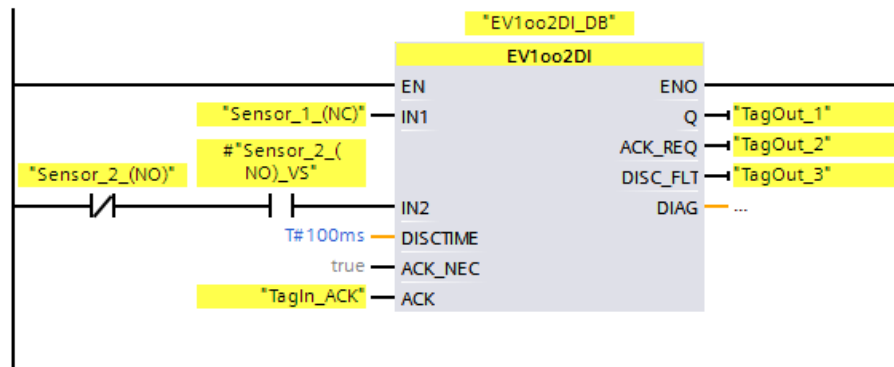 "EV1oo2DI_DB"
EV1oo2DI
EN
ENO
"Sensor_1_(NC)"
IN1
Q
"TagOut_1"
#"Sensor_2_(
NO)_VS"
ACK_REQ
"TagOut_2"
"Sensor_2_(NO)"
DISC_FLT
"TagOut_3"
IN2
DIAG
...
T#100ms
DISCTIME
true
ACK_NEC
"TagIn_ACK"
ACK